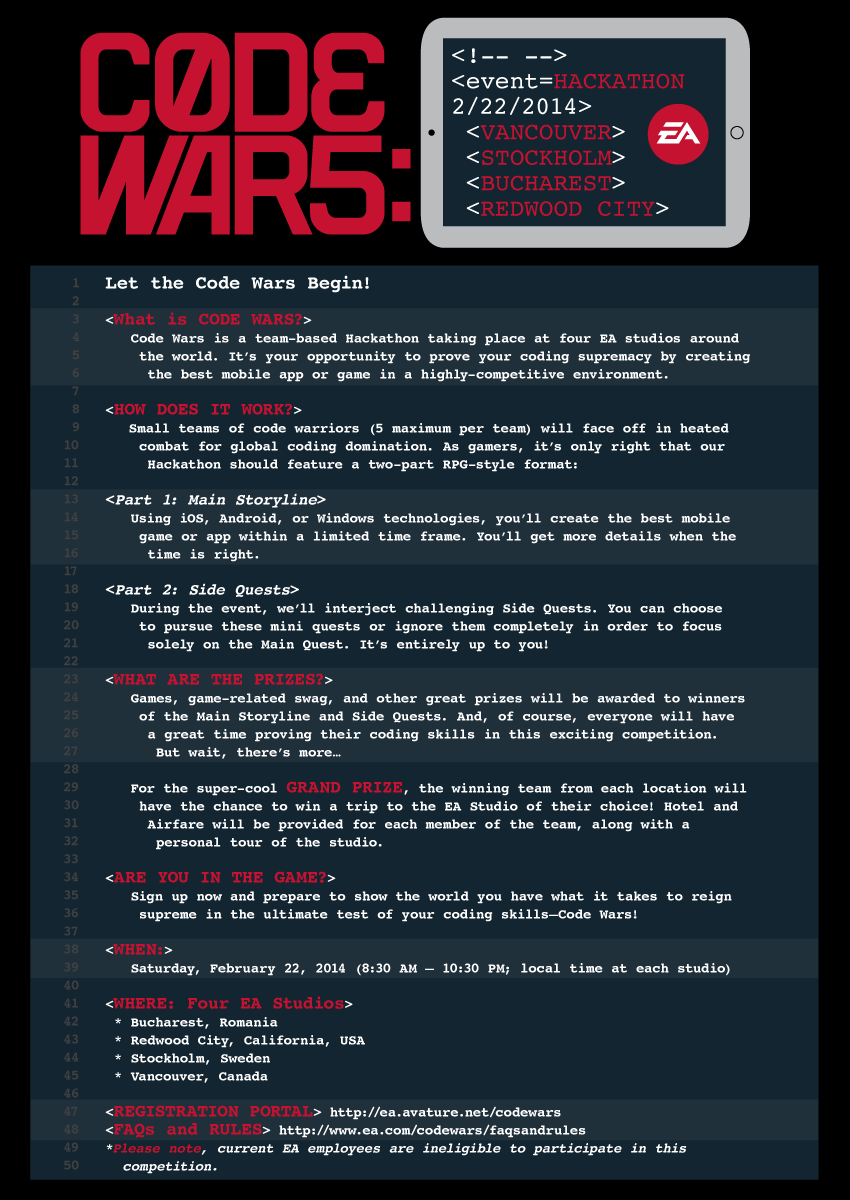 CØDE
WAR5:
<!-- -->
<event=HACKATHON
2/22/2014>
<VANCOUVER>
EA
<STOCKHOLM>
<BUCHAREST>
<REDWOOD CITY>
1 Let the Code Wars Begin!
2
3 <What is CODE WARS?>
4 Code Wars is a team-based Hackathon taking place at four EA studios around
5 the world. It's your opportunity to prove your coding supremacy by creating
6 the best mobile app or game in a highly-competitive environment.
7
8 <HOW DOES IT WORK?>
9 Small teams of code warriors (5 maximum per team) will face off in heated
10 combat for global coding domination. As gamers, it's only right that our
11 Hackathon should feature a two-part RPG-style format:
12
13 <Part 1: Main Storyline>
14 Using iOS, Android, or Windows technologies, you'll create the best mobile
15 game or app within a limited time frame. You'll get more details when the
16 time is right.
17
18 <Part 2: Side Quests>
19 During the event, we'll interject challenging Side Quests. You can choose
20 to pursue these mini quests or ignore them completely in order to focus
21 solely on the Main Quest. It's entirely up to you!
22
23 <WHAT ARE THE PRIZES?>
24 Games, game-related swag, and other great prizes will be awarded to winners
25 of the Main Storyline and Side Quests. And, of course, everyone will have
26 a great time proving their coding skills in this exciting competition.
27 But wait, there's more…
28
29 For the super-cool GRAND PRIZE, the winning team from each location will
30 have the chance to win a trip to the EA Studio of their choice! Hotel and
31 Airfare will be provided for each member of the team, along with a
32 personal tour of the studio.
33
34 <ARE YOU IN THE GAME?>
35 Sign up now and prepare to show the world you have what it takes to reign
36 supreme in the ultimate test of your coding skills—Code Wars!
37
38 <WHEN:>
39 Saturday, February 22, 2014 (8:30 AM – 10:30 PM; local time at each studio)
40
41 <WHERE: Four EA Studios>
42 * Bucharest, Romania
43 * Redwood City, California, USA
44 * Stockholm, Sweden
45 * Vancouver, Canada
46
47 <REGISTRATION PORTAL> http://ea.avature.net/codewars
48 <FAQs and RULES> http://www.ea.com/codewars/faqsandrules
49 *Please note, current EA employees are ineligible to participate in this
50 competition.